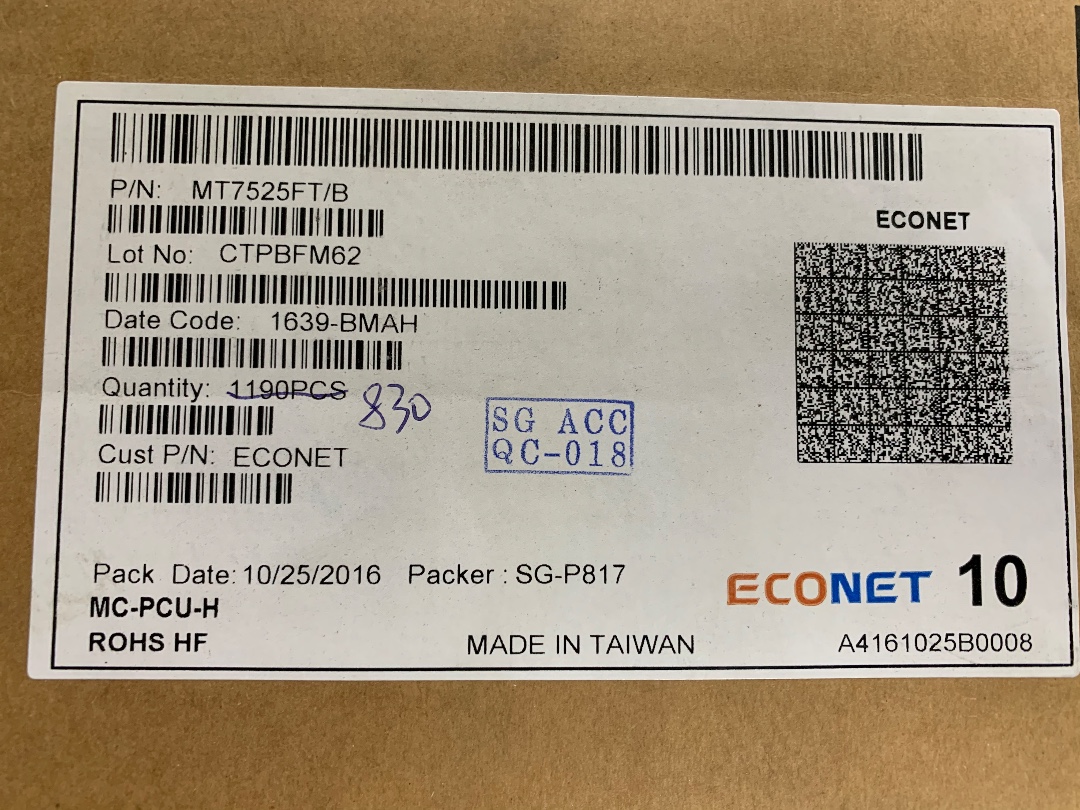 P/N: MT7525FT/B
ECONET
Lot No: CTPBFM62
Date Code: 1639-BMAH
Quantity: 1190PCS 830
SG ACC
QC-018
Cust P/N: ECONET
Pack Date: 10/25/2016 Packer : SG-P817
ECONET 10
MC-PCU-H
ROHS HF MADE IN TAIWAN A4161025B0008